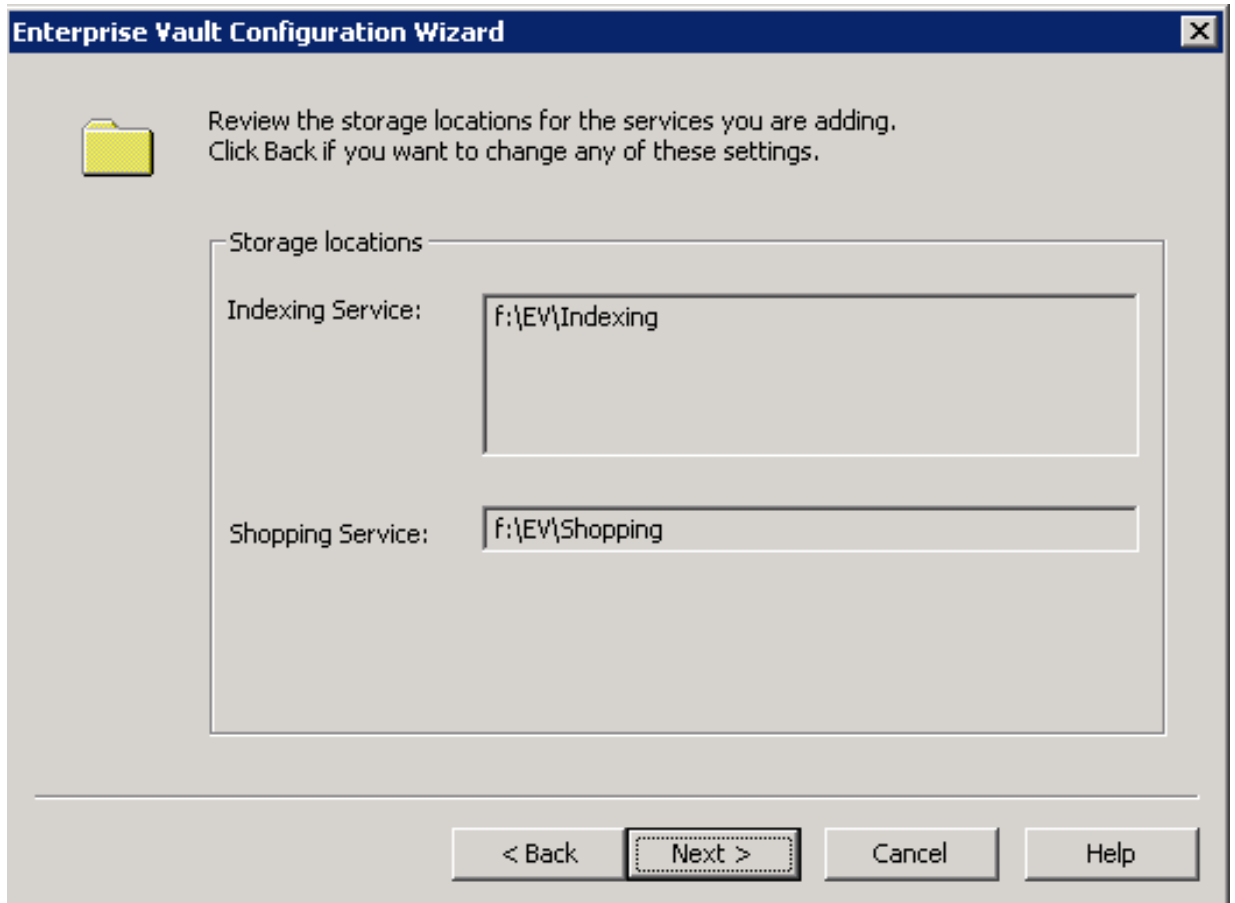 Enterprise Vault Configuration Wizard
Review the storage locations for the services you are adding.
Click Back if you want to change any of these settings.
Storage locations
Indexing Service:
f:\EV\Indexing
Shopping Service:
f:\EV\Shopping
< Back
Next >
Cancel
Help